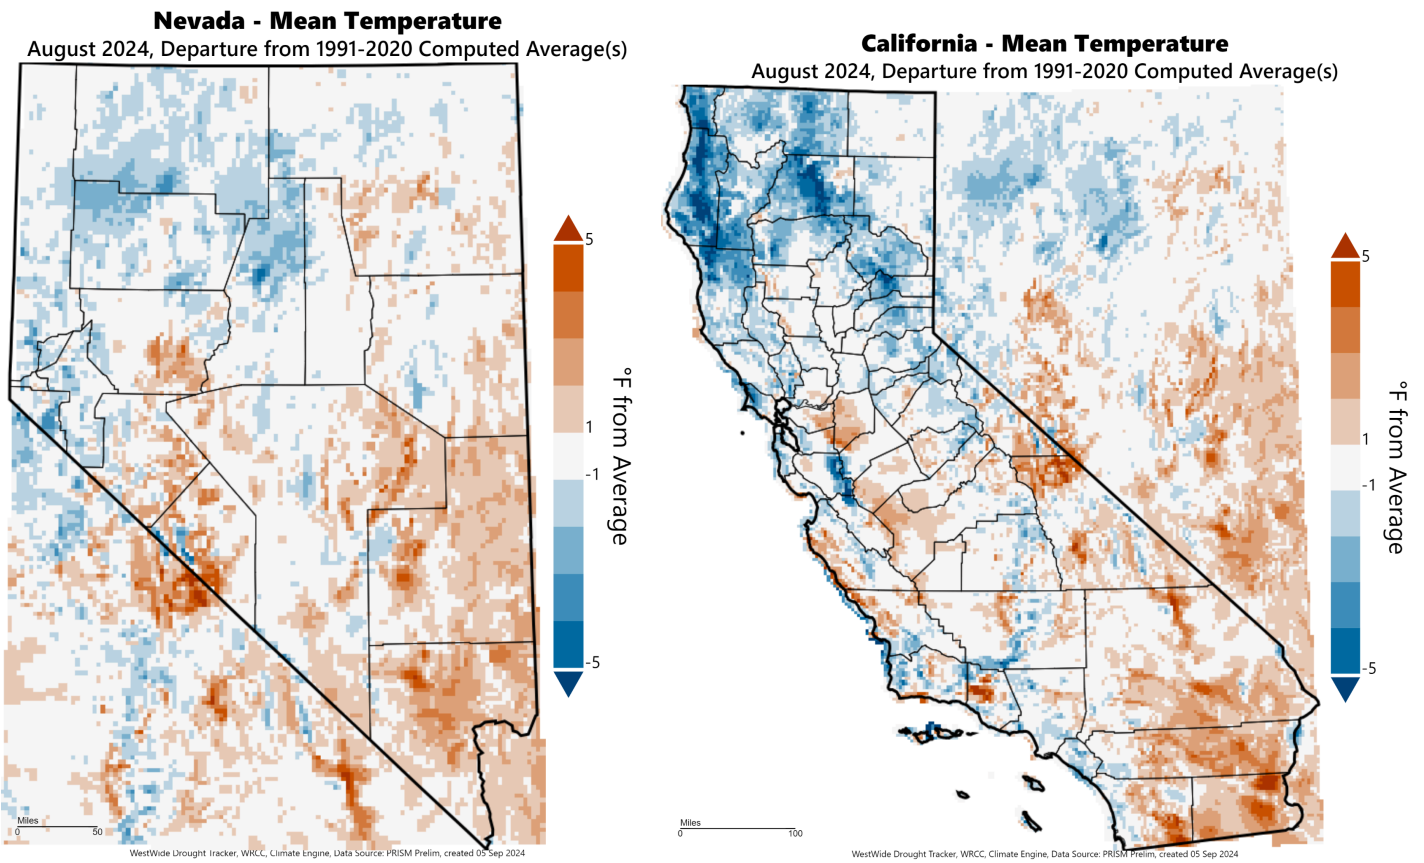 Nevada - Mean Temperature
August 2024, Departure from 1991-2020 Computed Average(s)
5
1
-1
-5
°F from Average
Miles
0 50
WestWide Drought Tracker, WRCC, Climate Engine, Data Source: PRISM Prelim, created 05 Sep 2024
California - Mean Temperature
August 2024, Departure from 1991-2020 Computed Average(s)
5
1
-1
-5
°F from Average
Miles
0 100
WestWide Drought Tracker, WRCC, Climate Engine, Data Source: PRISM Prelim, created 05 Sep 2024